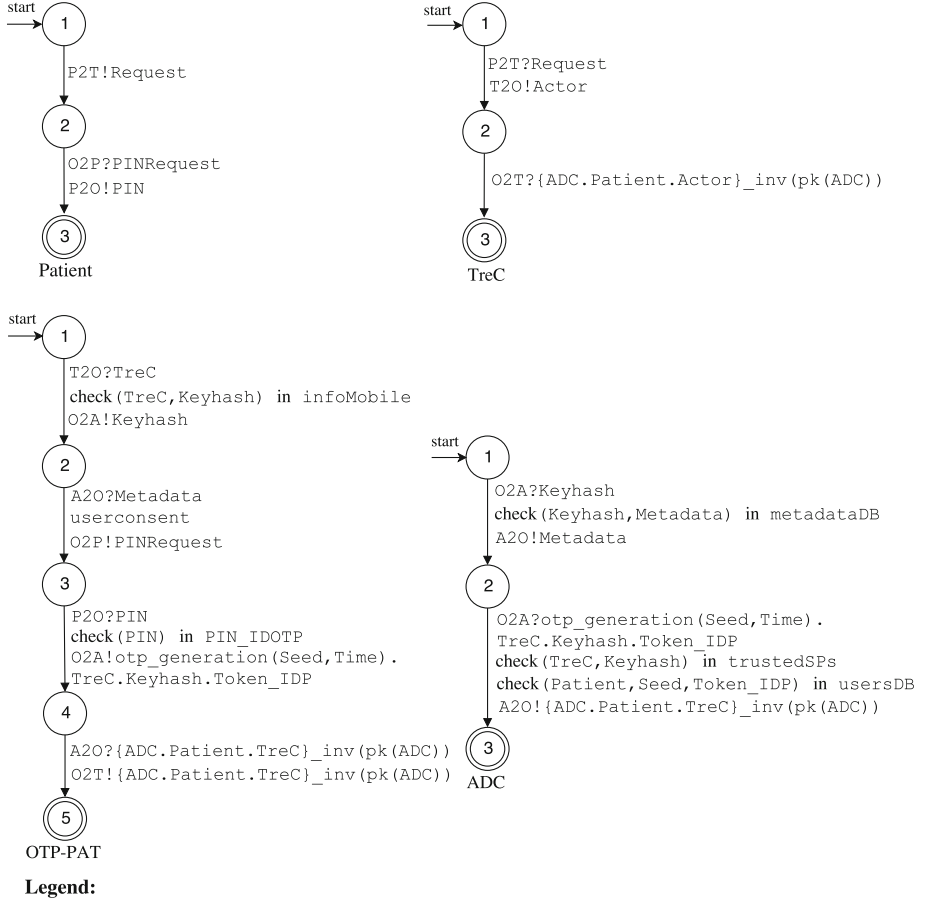 start
1
P2T!Request
2
O2P?PINRequest
P2O!PIN
3
Patient
start
1
P2T?Request
T2O!Actor
2
O2T?{ADC.Patient.Actor}_inv(pk(ADC))
3
TreC
start
1
T2O?TreC
check(TreC,Keyhash) in infoMobile
O2A!Keyhash
2
A2O?Metadata
userconsent
O2P!PINRequest
3
P2O?PIN
check(PIN) in PIN_IDOTP
O2A!otp_generation(Seed,Time).
TreC.Keyhash.Token_IDP
4
A2O?{ADC.Patient.TreC}_inv(pk(ADC))
O2T!{ADC.Patient.TreC}_inv(pk(ADC))
5
OTP-PAT
start
1
O2A?Keyhash
check(Keyhash,Metadata) in metadataDB
A2O!Metadata
2
O2A?otp_generation(Seed,Time).
TreC.Keyhash.Token_IDP
check(TreC,Keyhash) in trustedSPs
check(Patient,Seed,Token_IDP) in usersDB
A2O!{ADC.Patient.TreC}_inv(pk(ADC))
3
ADC
Legend: